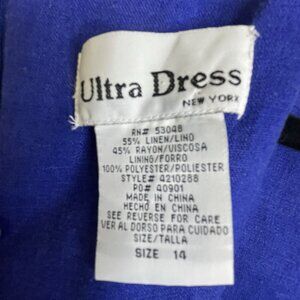 Ultra Dress
NEW YORK
RN# 53048
55% LINEN/LINO
45% RAYON/VISCOSA
LINING/FORRO
100% POLYESTER/POLIESTER
STYLE# 4210288
PO# 40901
MADE IN CHINA
HECHO EN CHINA
SEE REVERSE FOR CARE
VER AL DORSO PARA CUIDADO
SIZE/TALLA
SIZE 14